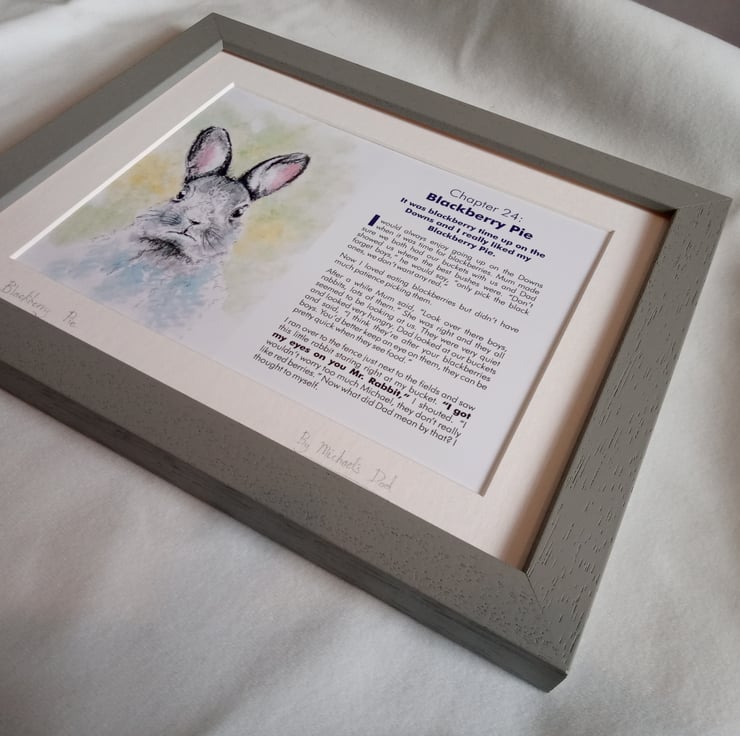 Chapter 24:
Blackberry Pie
It was blackberry time up on the
Downs and I really liked my
Blackberry Pie.
I would always enjoy going up on the Downs
when it was time for blackberries. Mum made
sure we both had our buckets with us and Dad
showed us where the best bushes were. "Don't
forget boys," he would say, "only pick the black
ones, we don't want any red".
Now I loved eating blackberries but didn't have
much patience picking them.
After a while Mum said, "Look over there boys,
rabbits, lots of them." She was right and they all
seemed to be looking at us. They were very quiet
and looked very hungry. Dad looked at our buckets
and said, "I think they're after your blackberries
boys. You'd better keep an eye on them, they can be
pretty quick when they see food."
I ran over to the fence just next to the fields and saw
this little rabbit staring right at my bucket. "I got
my eyes on you Mr. Rabbit," I shouted. "I
wouldn't worry too much Michael, they don't really
like red berries." Now what did Dad mean by that? I
thought to myself.
Blackberry Pie
By Michaels Dad